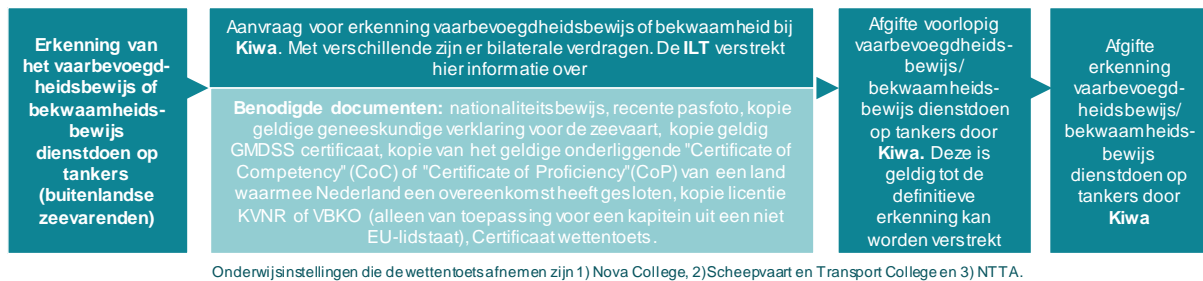 Erkenning van
het vaarbevoegd-
heidsbewijs of
bekwaamheids-
bewijs
dienstdoen op
tankers
(buitenlandse
zeevarenden)
Aanvraag voor erkenning vaarbevoegdheidsbewijs of bekwaamheid bij
Kiwa. Met verschillende zijn er bilaterale verdragen. De ILT verstrekt
hier informatie over
Benodigde documenten: nationaliteitsbewijs, recente pasfoto, kopie
geldige geneeskundige verklaring voor de zeevaart, kopie geldig
GMDSS certificaat, kopie van het geldige onderliggende "Certificate of
Competency" (CoC) of "Certificate of Proficiency"(CoP) van een land
waarmee Nederland een overeenkomst heeft gesloten, kopie licentie
KVNR of VBKO (alleen van toepassing voor een kapitein uit een niet
EU-lidstaat), Certificaat wettentoets.
Afgifte voorlopig
vaarbevoegdheids-
bewijs/
bekwaamheids-
bewijs dienstdoen
op tankers door
Kiwa. Deze is
geldig tot de
definitieve
erkenning kan
worden verstrekt
Afgifte
erkenning
vaarbevoegd-
heidsbewijs/
bekwaamheids-
bewijs
dienstdoen op
tankers door
Kiwa
Onderwijsinstellingen die de wettentoets afnemen zijn 1) Nova College, 2) Scheepvaart en Transport College en 3) NTTA.